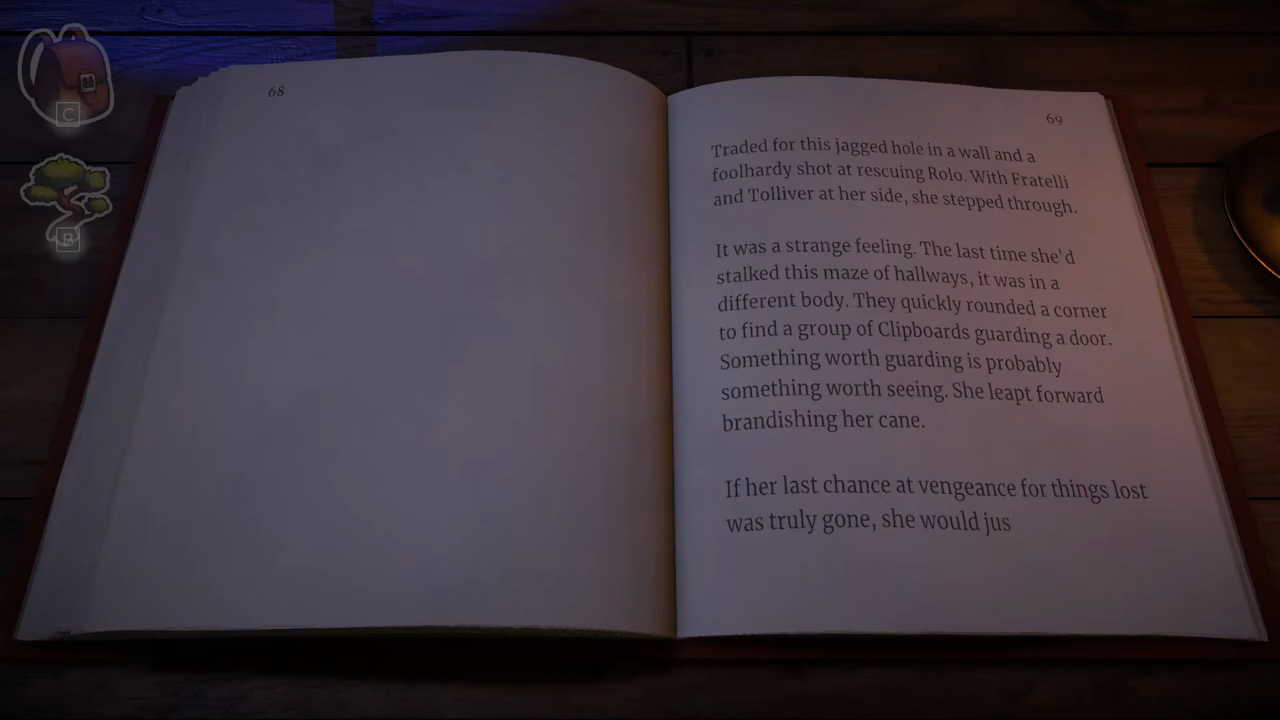 68
69
Traded for this jagged hole in a wall and a
foolhardy shot at rescuing Rolo. With Fratelli
and Tolliver at her side, she stepped through.
It was a strange feeling. The last time she'd
stalked this maze of hallways, it was in a
different body. They quickly rounded a corner
to find a group of Clipboards guarding a door.
Something worth guarding is probably
something worth seeing. She leapt forward
brandishing her cane.
If her last chance at vengeance for things lost
was truly gone, she would jus
C
B